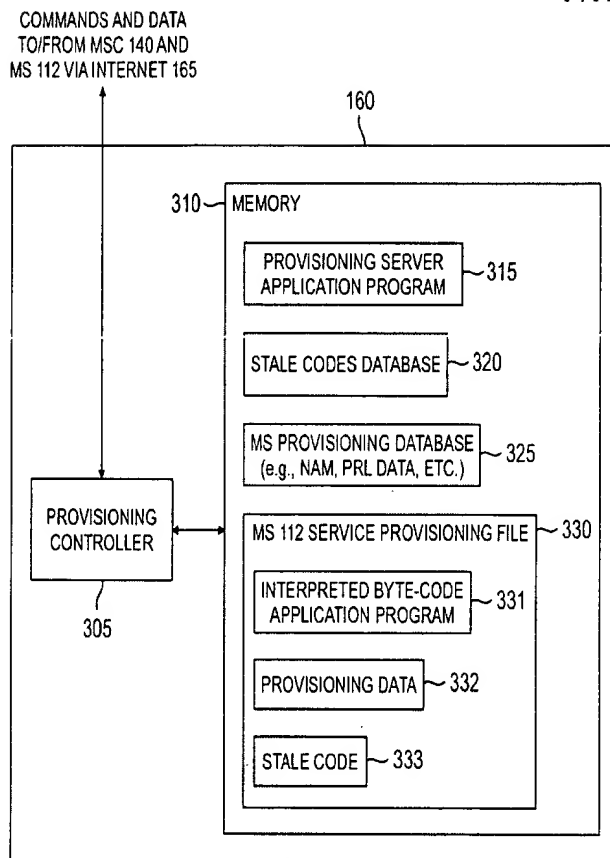 COMMANDS AND DATA
TO/FROM MSC 140 AND
MS 112 VIA INTERNET 165
160
310
MEMORY
PROVISIONING SERVER
APPLICATION PROGRAM
315
STALE CODES DATABASE
320
MS PROVISIONING DATABASE
(e.g., NAM, PRL DATA, ETC.)
325
PROVISIONING
CONTROLLER
305
MS 112 SERVICE PROVISIONING FILE
330
INTERPRETED BYTE-CODE
APPLICATION PROGRAM
331
PROVISIONING DATA
332
STALE CODE
333